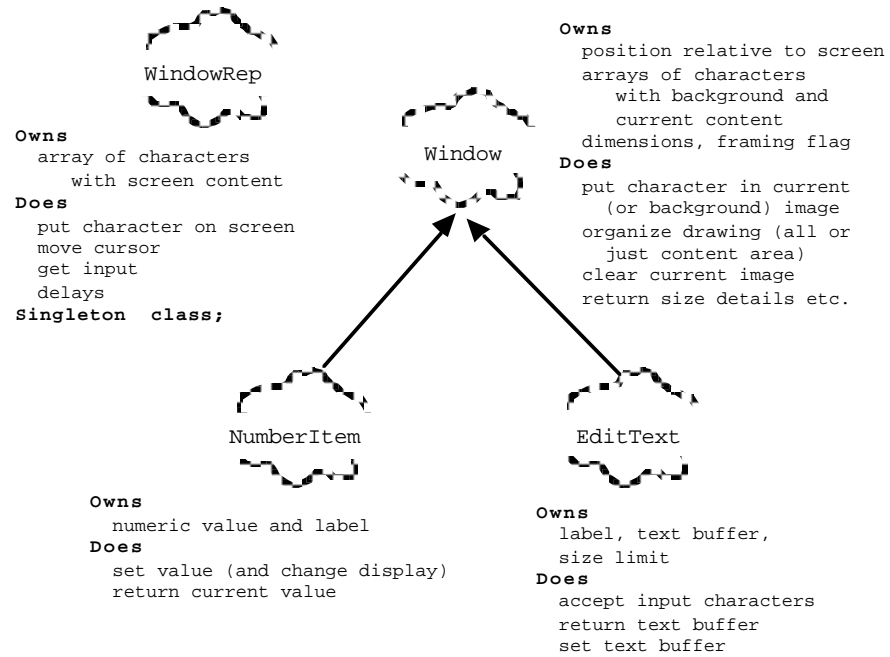 WindowRep
Owns
array of characters
with screen content
Does
put character on screen
move cursor
get input
delays
Singleton class;
Window
Owns
position relative to screen
arrays of characters
with background and
current content
dimensions, framing flag
Does
put character in current
(or background) image
organize drawing (all or
just content area)
clear current image
return size details etc.
NumberItem
Owns
numeric value and label
Does
set value (and change display)
return current value
EditText
Owns
label, text buffer,
size limit
Does
accept input characters
return text buffer
set text buffer